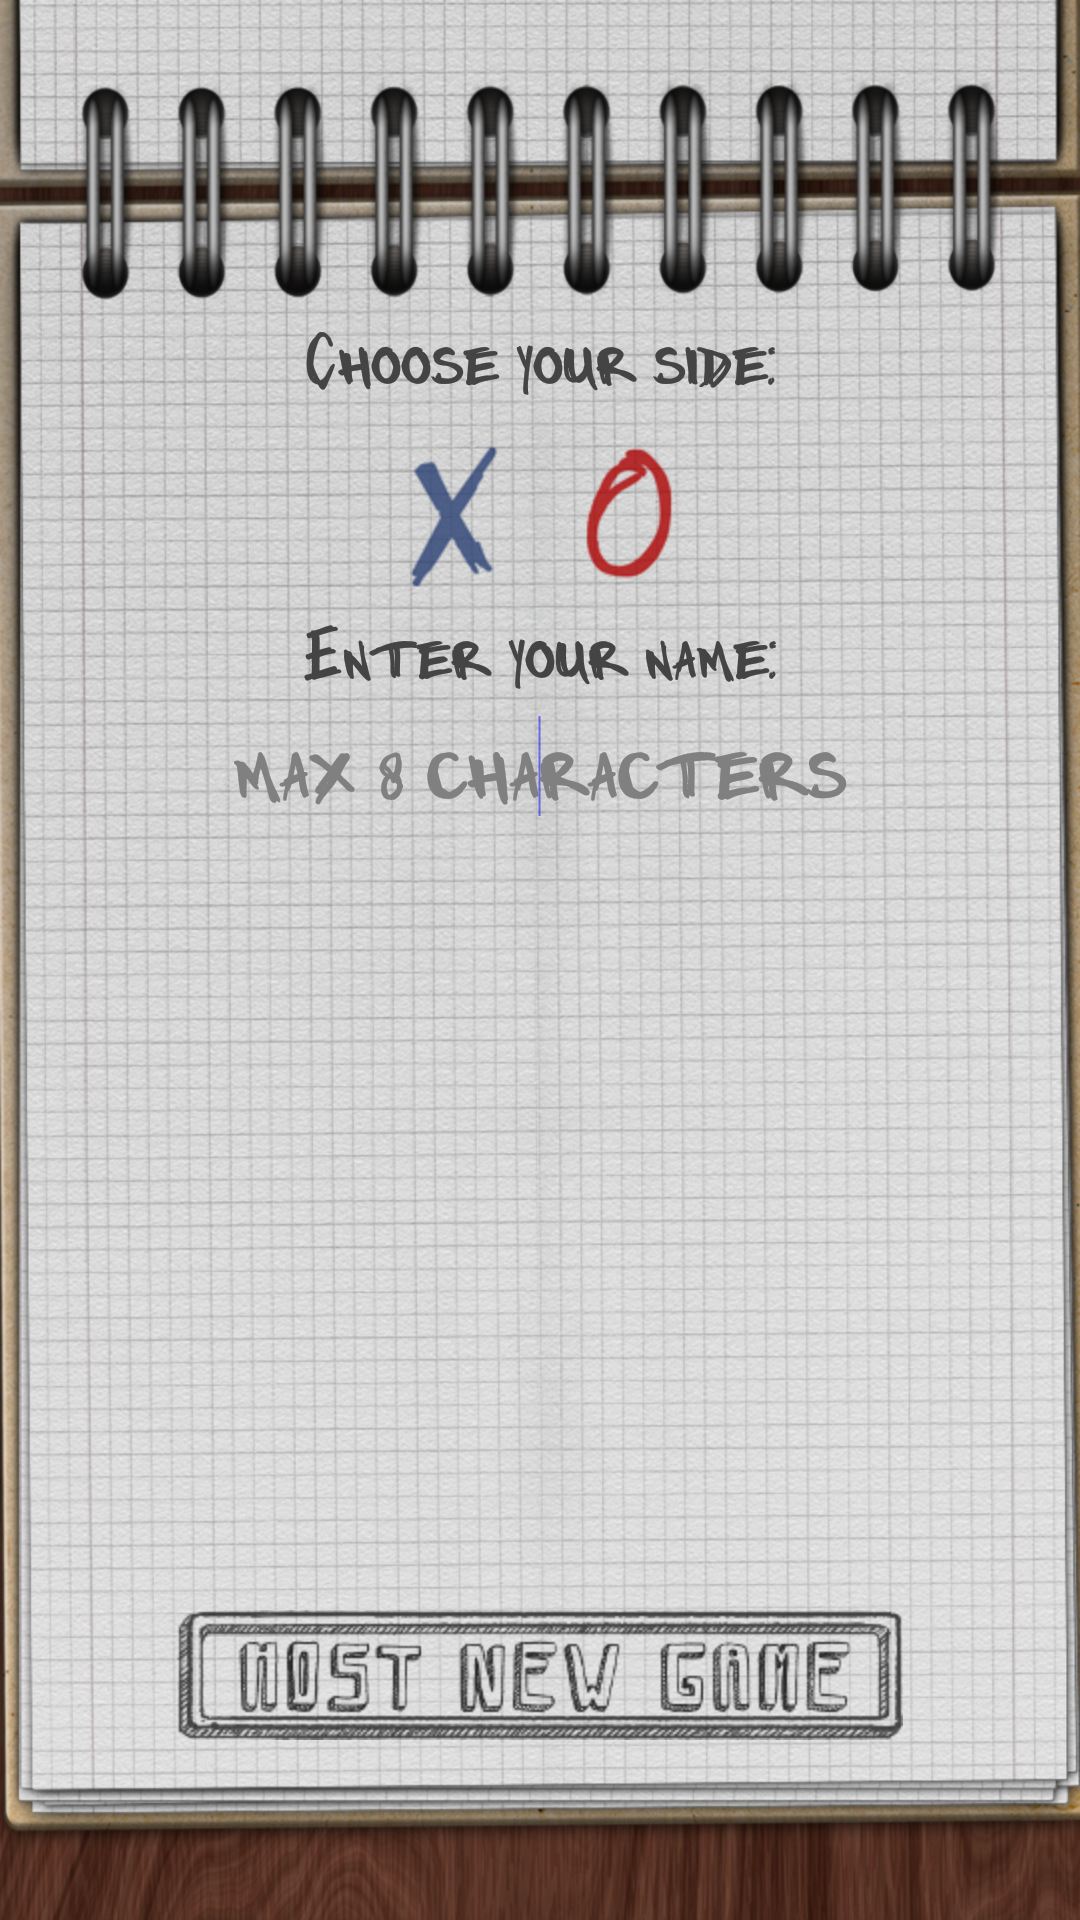 Choose your side:
X O
Enter your name:
MAX 8 CHARACTERS
HOST NEW GAME